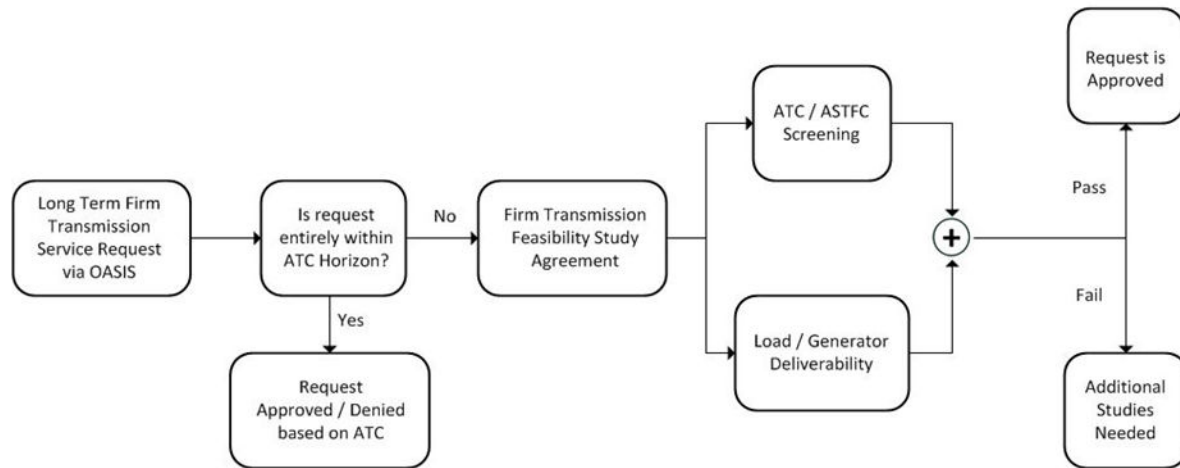 Long Term Firm
Transmission
Service Request
via OASIS
Is request
entirely within
ATC Horizon?
No
Yes
Request
Approved / Denied
based on ATC
Firm Transmission
Feasibility Study
Agreement
ATC / ASTFC
Screening
Load / Generator
Deliverability
+
Pass
Request is
Approved
Fail
Additional
Studies
Needed